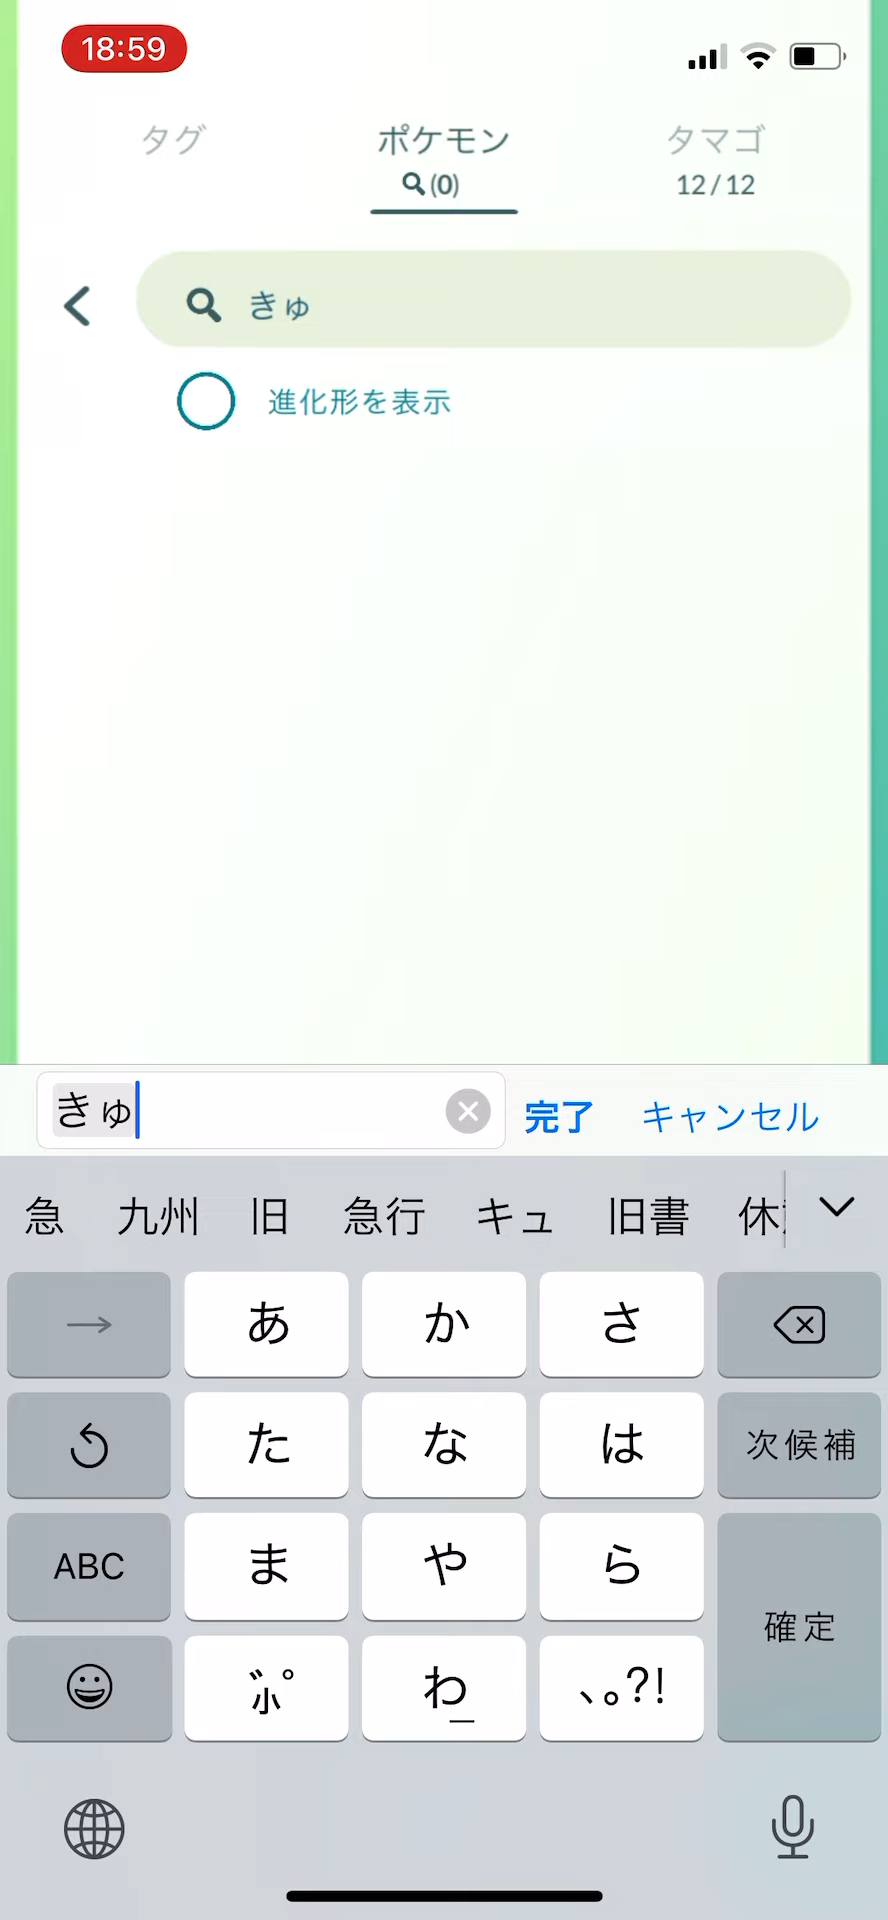 18:59
タグ
ポケモン
(0)
タマゴ
12/12
きゅ
進化形を表示
きゅ 完了 キャンセル
急 九州 旧 急行 キュ 旧書 休
→ あ か さ
た な は 次候補
ABC ま や ら
確定
゛゜小 わ_ 、。?!